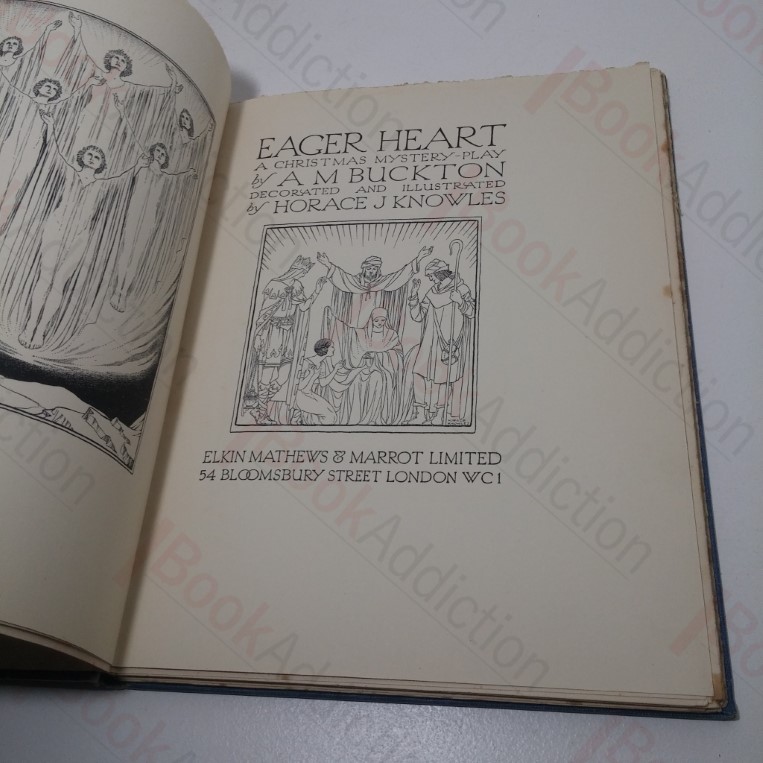 EAGER HEART
A CHRISTMAS MYSTERY-PLAY
by A M BUCKTON
DECORATED AND ILLUSTRATED
by HORACE J KNOWLES
ELKIN MATHEWS & MARROT LIMITED
54 BLOOMSBURY STREET LONDON WC1
BookAddiction